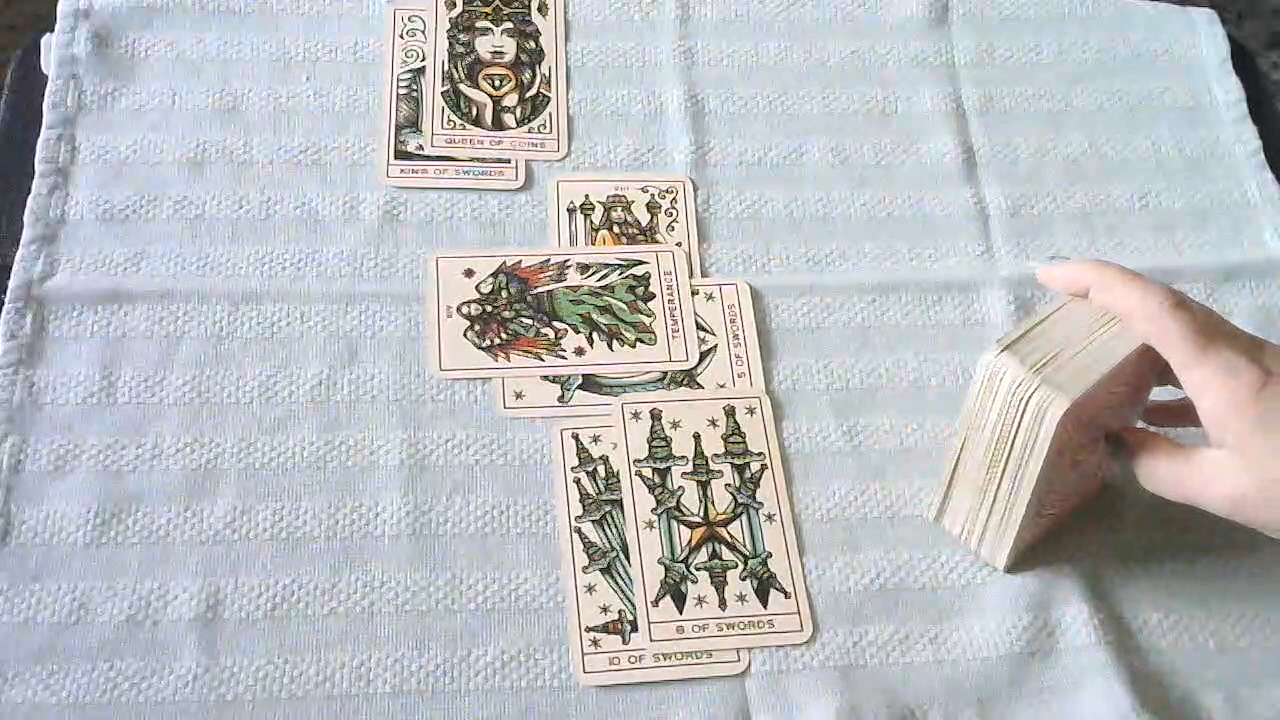 QUEEN OF COINS
KING OF SWORDS
VIII
XIV
TEMPERANCE
5 OF SWORDS
8 OF SWORDS
10 OF SWORDS